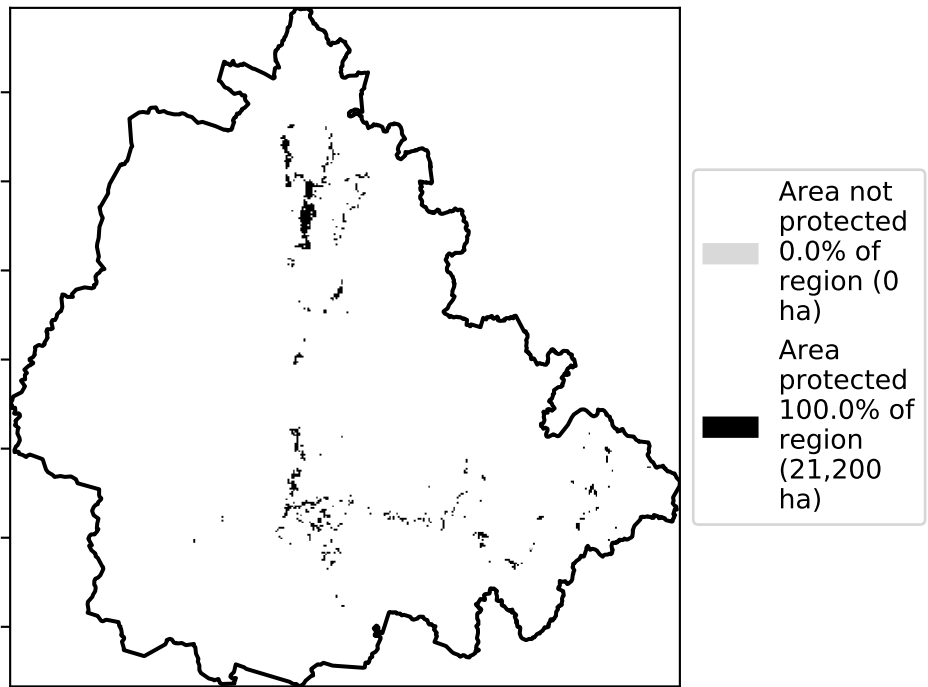 Area not
protected
0.0% of
region (0
ha)
Area
protected
100.0% of
region
(21,200
ha)